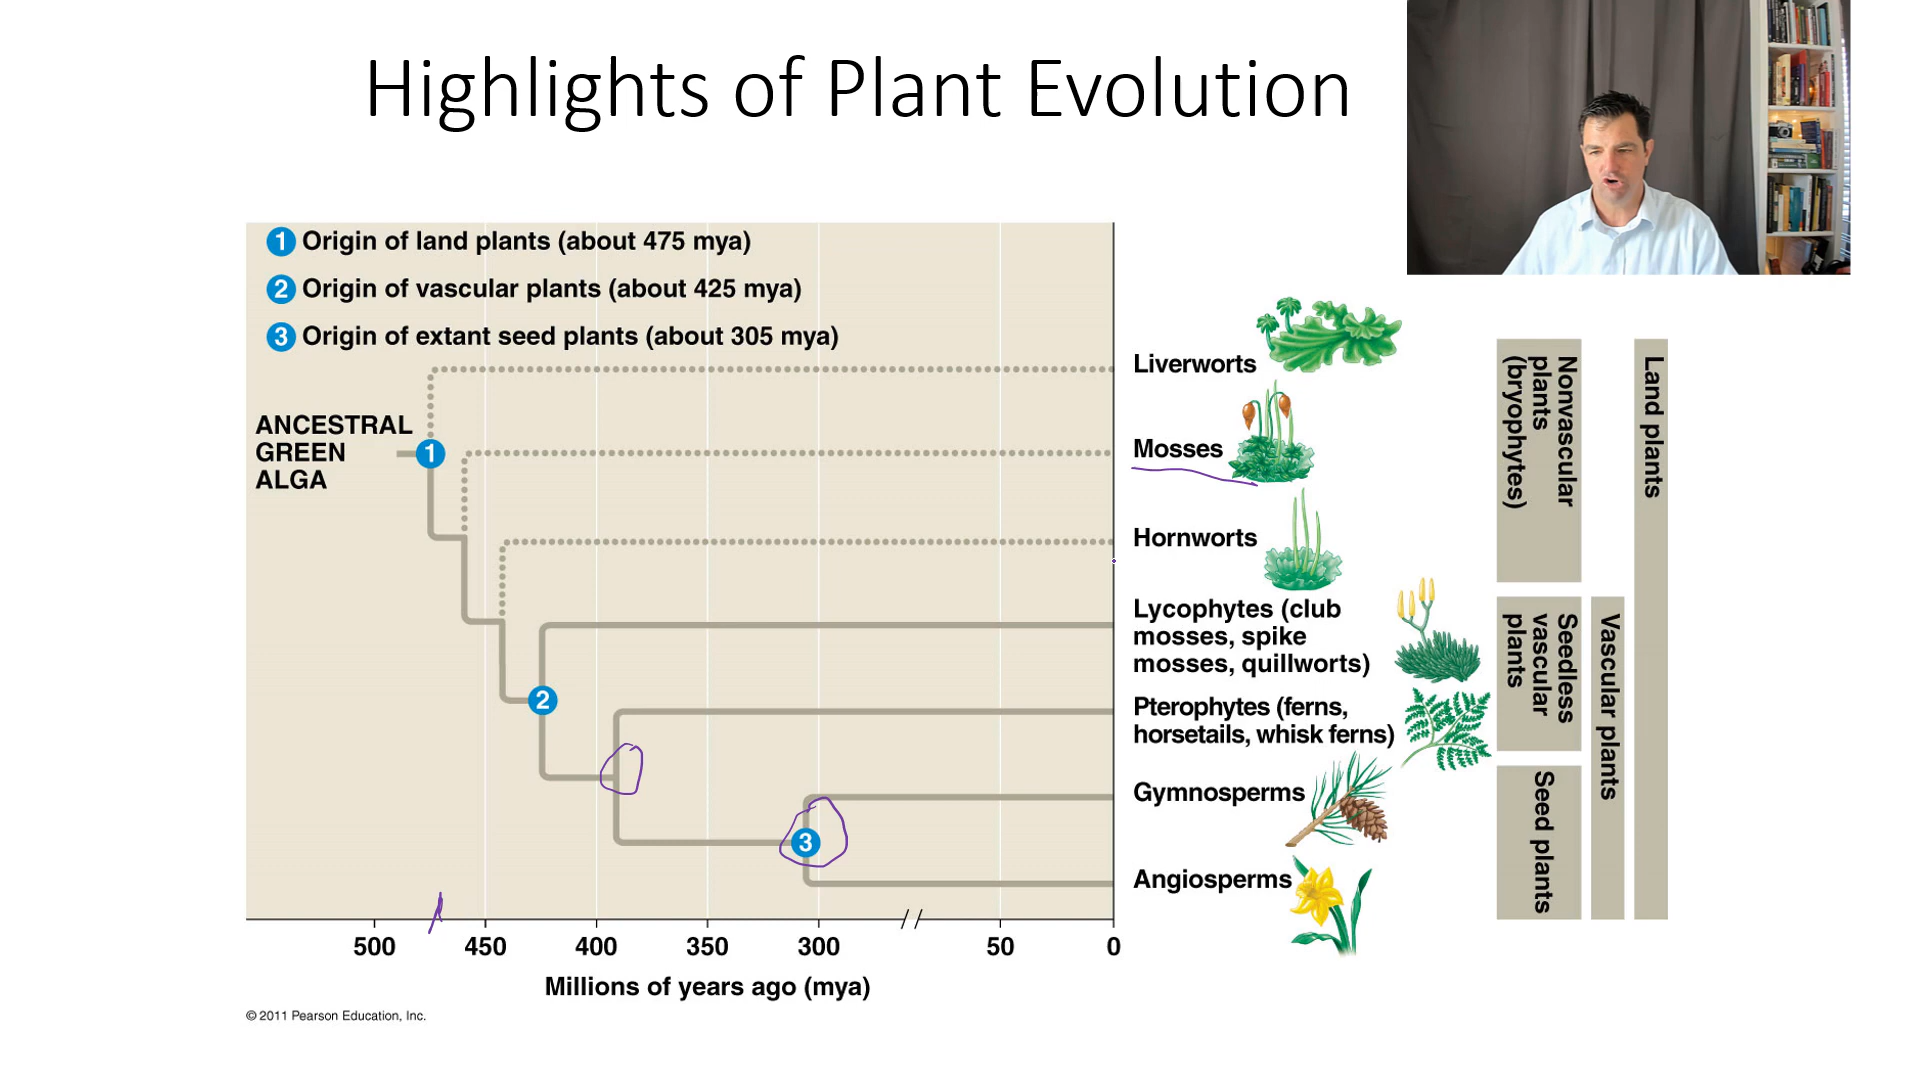 Highlights of Plant Evolution
1 Origin of land plants (about 475 mya)
2 Origin of vascular plants (about 425 mya)
3 Origin of extant seed plants (about 305 mya)
ANCESTRAL
GREEN
ALGA
1
2
3
Liverworts
Mosses
Hornworts
Lycophytes (club
mosses, spike
mosses, quillworts)
Pterophytes (ferns,
horsetails, whisk ferns)
Gymnosperms
Angiosperms
Nonvascular
plants
(bryophytes)
Seedless
vascular
plants
Seed plants
Vascular plants
Land plants
500 450 400 350 300 50 0
Millions of years ago (mya)
© 2011 Pearson Education, Inc.